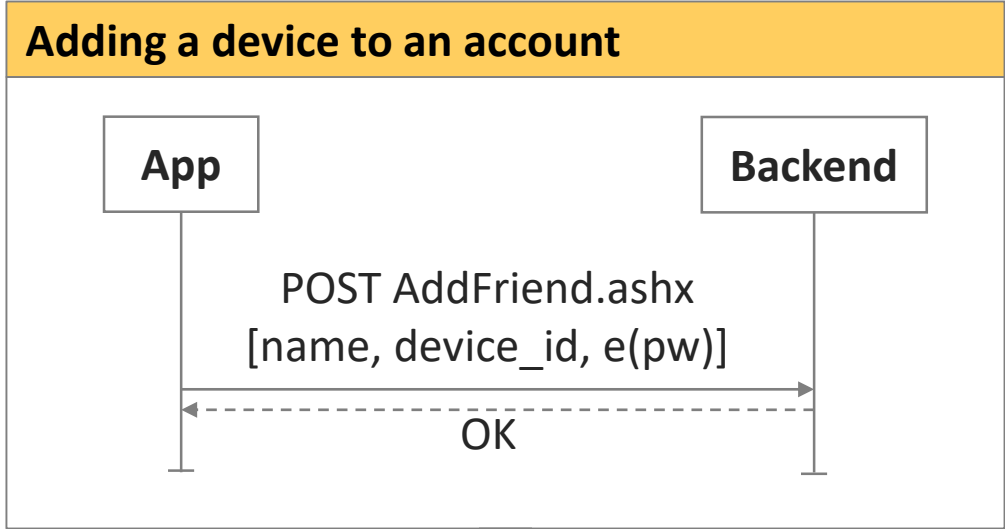 Adding a device to an account
App
Backend
POST AddFriend.ashx
[name, device_id, e(pw)]
OK